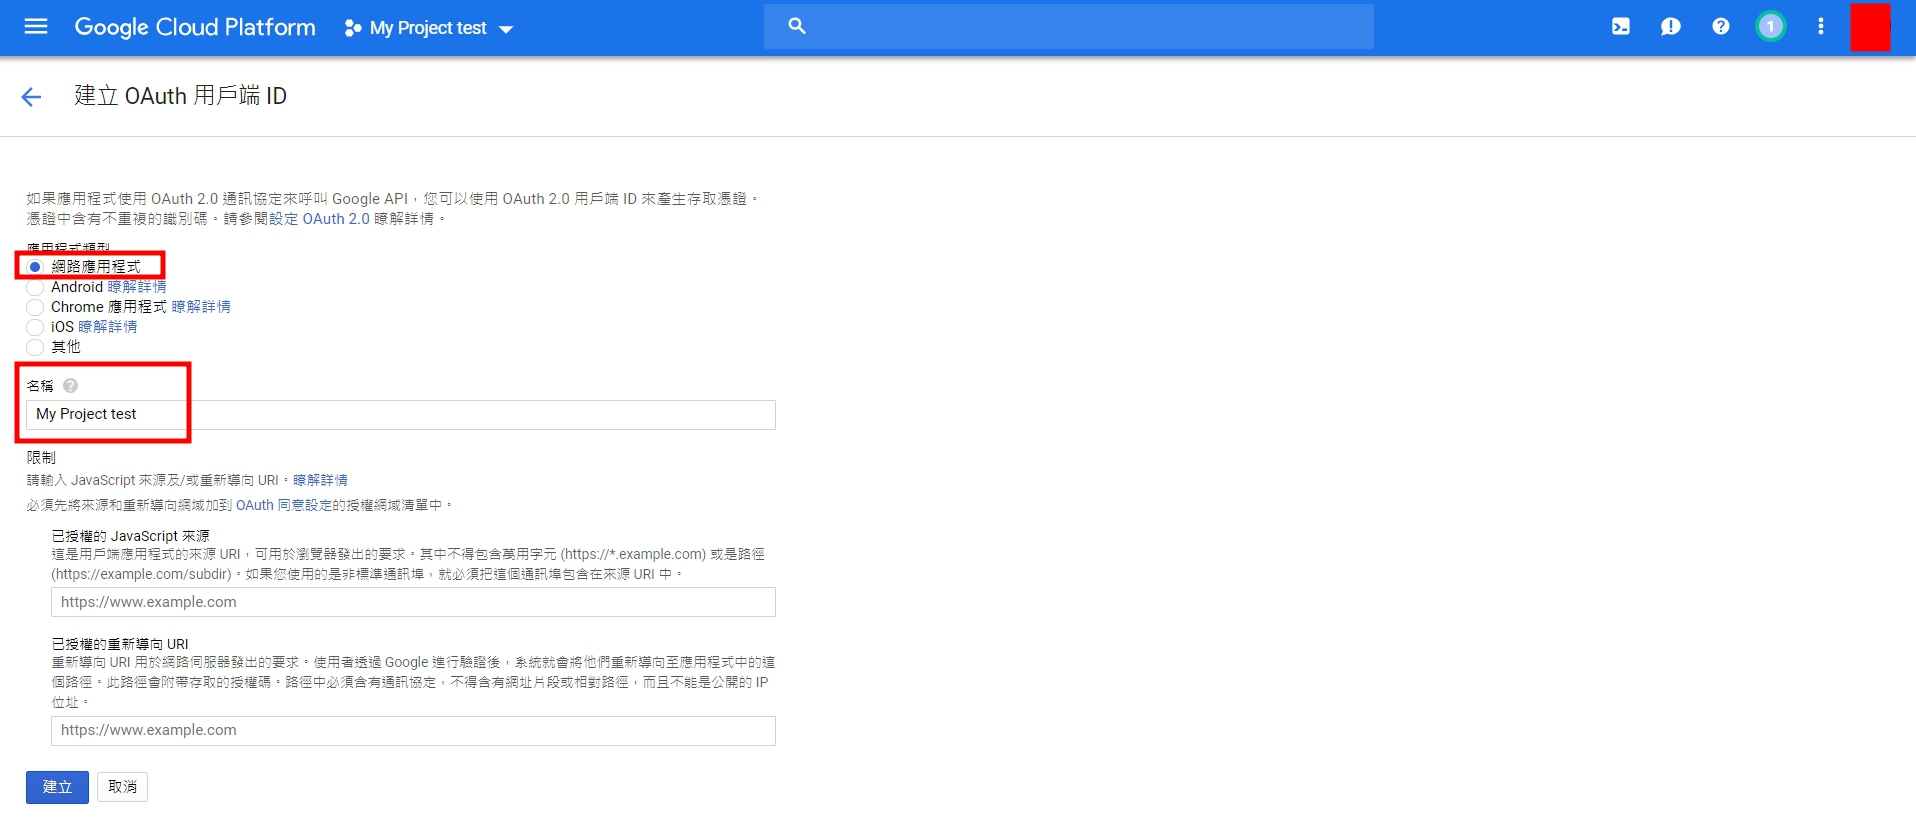 Google Cloud Platform
My Project test
1
建立 OAuth 用戶端 ID
如果應用程式使用 OAuth 2.0 通訊協定來呼叫 Google API，您可以使用 OAuth 2.0 用戶端 ID 來產生存取憑證。
憑證中含有不重複的識別碼。請參閱設定 OAuth 2.0 瞭解詳情。
應用程式類型
網路應用程式
Android 瞭解詳情
Chrome 應用程式 瞭解詳情
iOS 瞭解詳情
其他
名稱
My Project test
限制
請輸入 JavaScript 來源及/或重新導向 URI。瞭解詳情
必須先將來源和重新導向網域加到 OAuth 同意設定的授權網域清單中。
已授權的 JavaScript 來源
這是用戶端應用程式的來源 URI，可用於瀏覽器發出的要求。其中不得包含萬用字元 (https://*.example.com) 或是路徑
(https://example.com/subdir)。如果您使用的是非標準通訊埠，就必須把這個通訊埠包含在來源 URI 中。
https://www.example.com
已授權的重新導向 URI
重新導向 URI 用於網路伺服器發出的要求。使用者透過 Google 進行驗證後，系統就會將他們重新導向至應用程式中的這
個路徑。此路徑會附帶存取的授權碼。路徑中必須含有通訊協定，不得含有網址片段或相對路徑，而且不能是公開的 IP
位址。
https://www.example.com
建立
取消